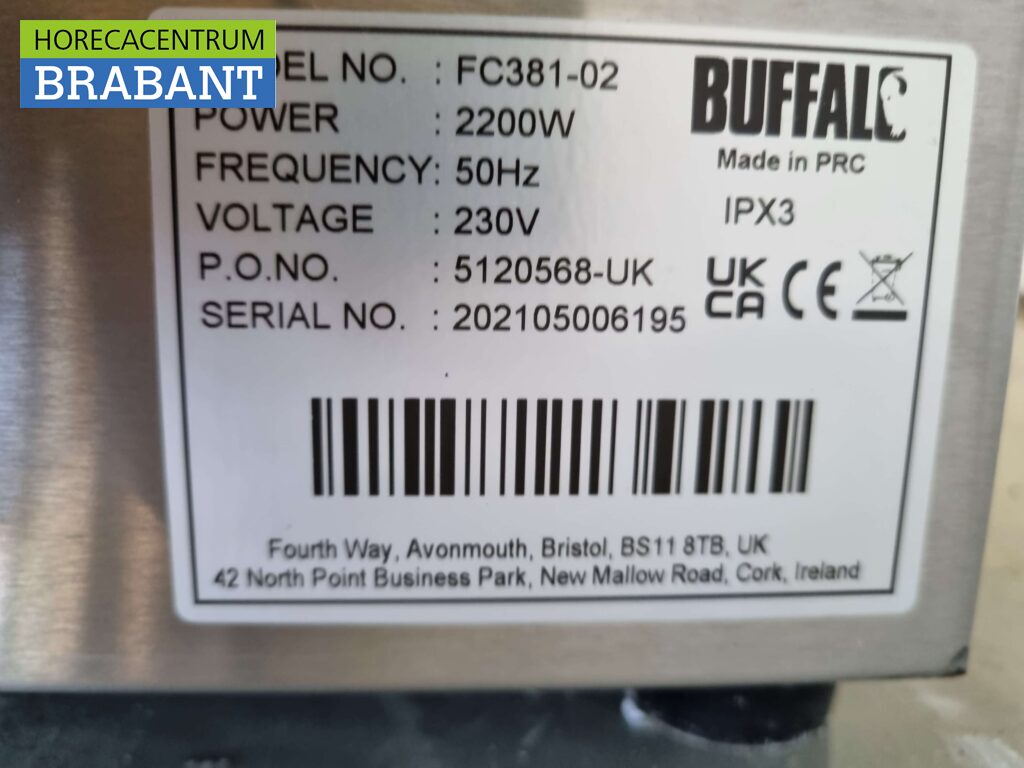 HORECACENTRUM
BRABANT
DEL NO. : FC381-02
POWER : 2200W
FREQUENCY: 50Hz
VOLTAGE : 230V
P.O.NO. : 5120568-UK
SERIAL NO. : 202105006195
BUFFALO
Made in PRC
IPX3
UK
CA CE
Fourth Way, Avonmouth, Bristol, BS11 8TB, UK
42 North Point Business Park, New Mallow Road, Cork, Ireland